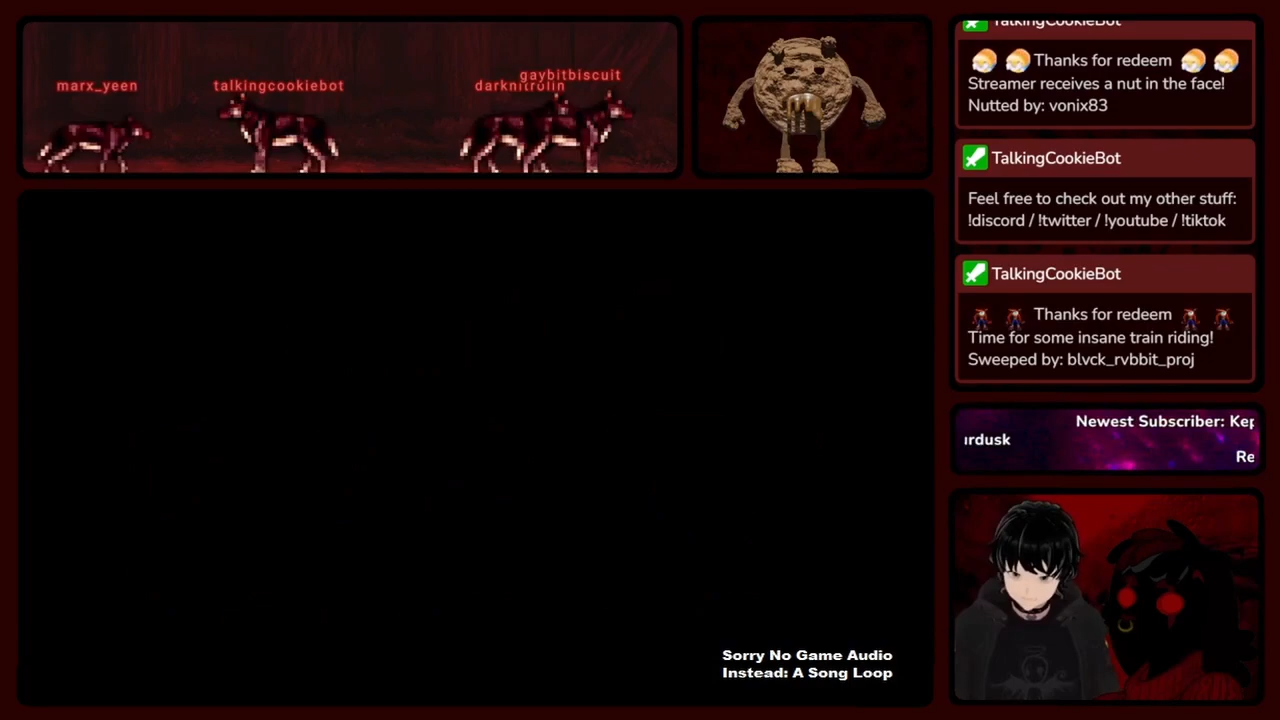 marx_yeen
talkingcookiebot
darknitrolin
gaybitbiscuit
TalkingCookieBot
Thanks for redeem
Streamer receives a nut in the face!
Nutted by: vonix83
TalkingCookieBot
Feel free to check out my other stuff:
!discord / !twitter / !youtube / !tiktok
TalkingCookieBot
Thanks for redeem
Time for some insane train riding!
Sweeped by: blvck_rvbbit_proj
Newest Subscriber: Kep
urdusk
Re
Sorry No Game Audio
Instead: A Song Loop